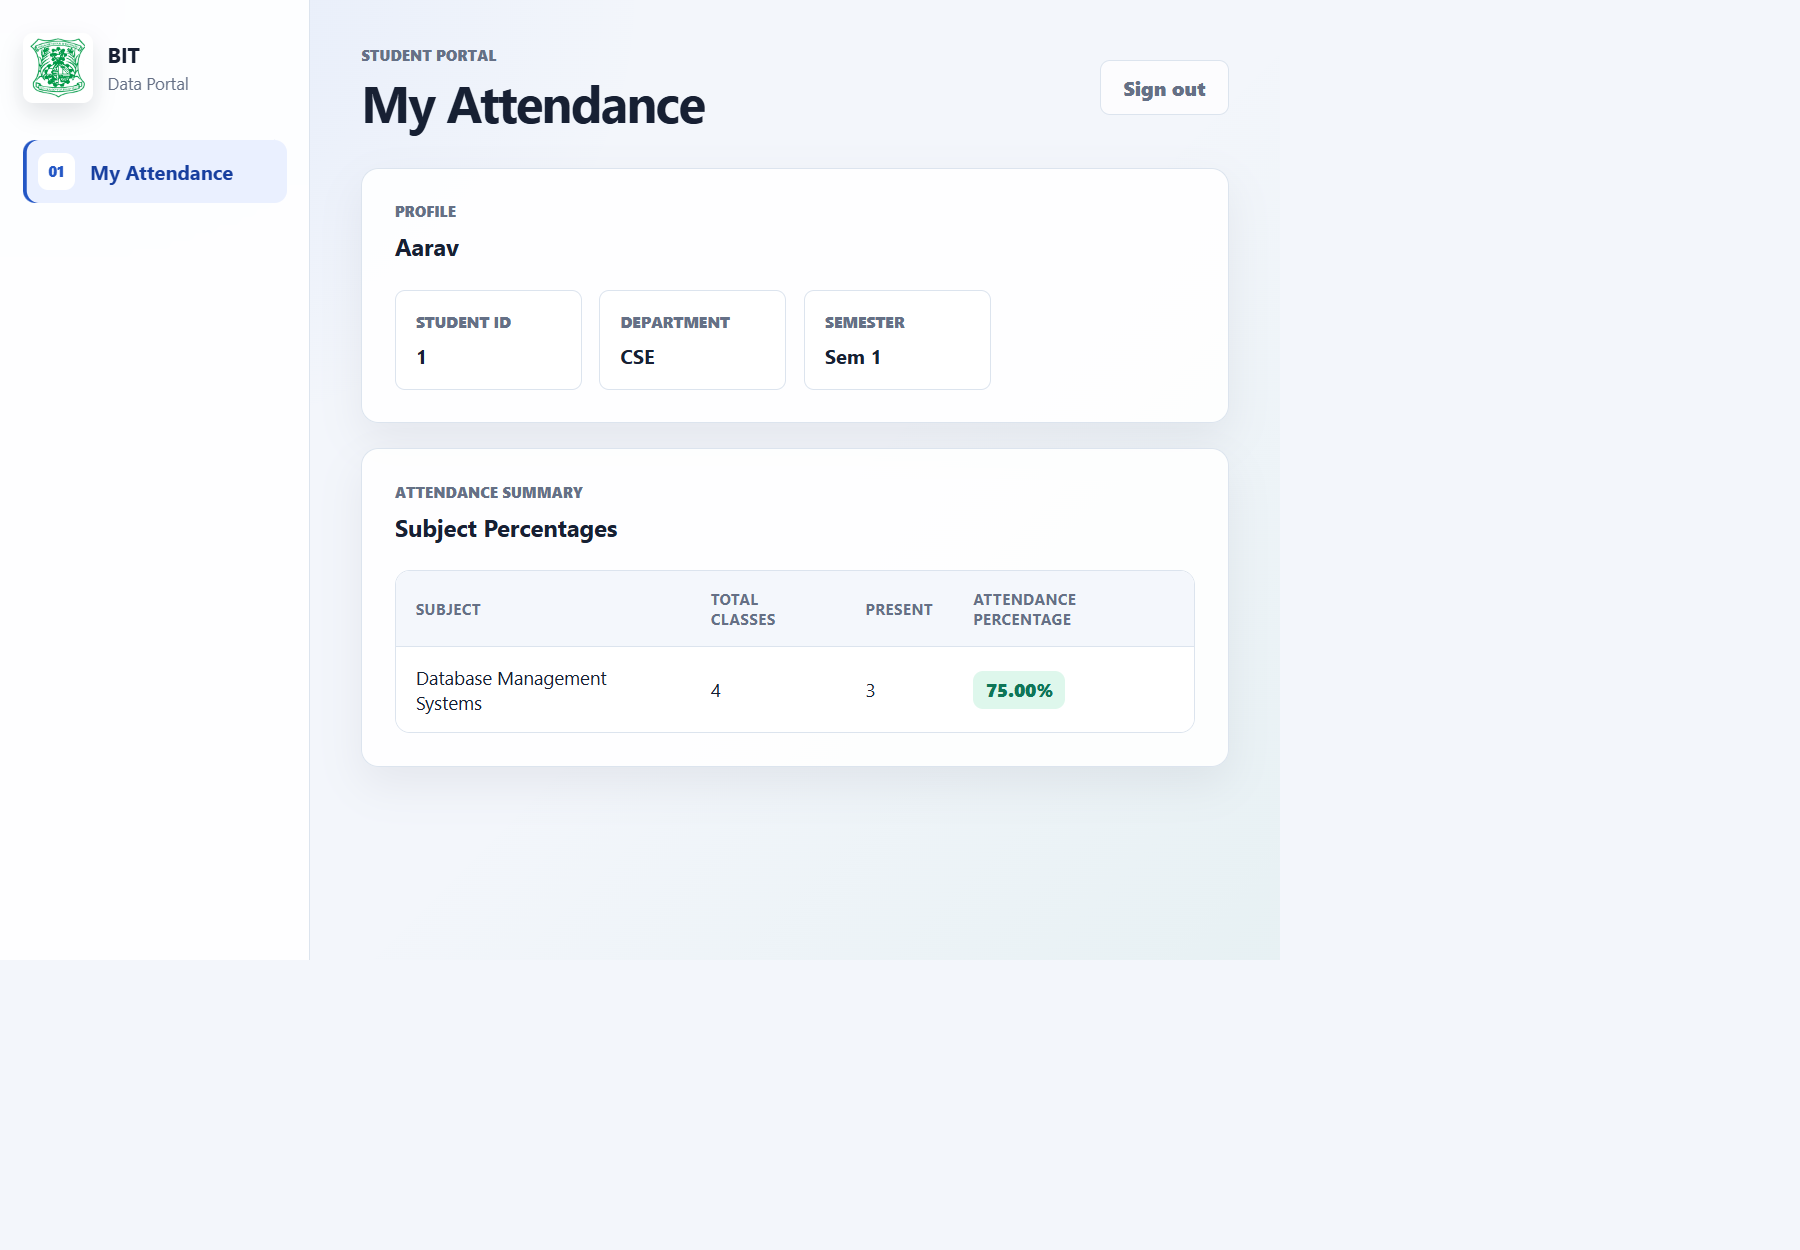 BIT
Data Portal
01
My Attendance
STUDENT PORTAL
My Attendance
Sign out
PROFILE
Aarav
STUDENT ID
1
DEPARTMENT
CSE
SEMESTER
Sem 1
ATTENDANCE SUMMARY
Subject Percentages
SUBJECT
TOTAL
CLASSES
PRESENT
ATTENDANCE
PERCENTAGE
Database Management
Systems
4
3
75.00%